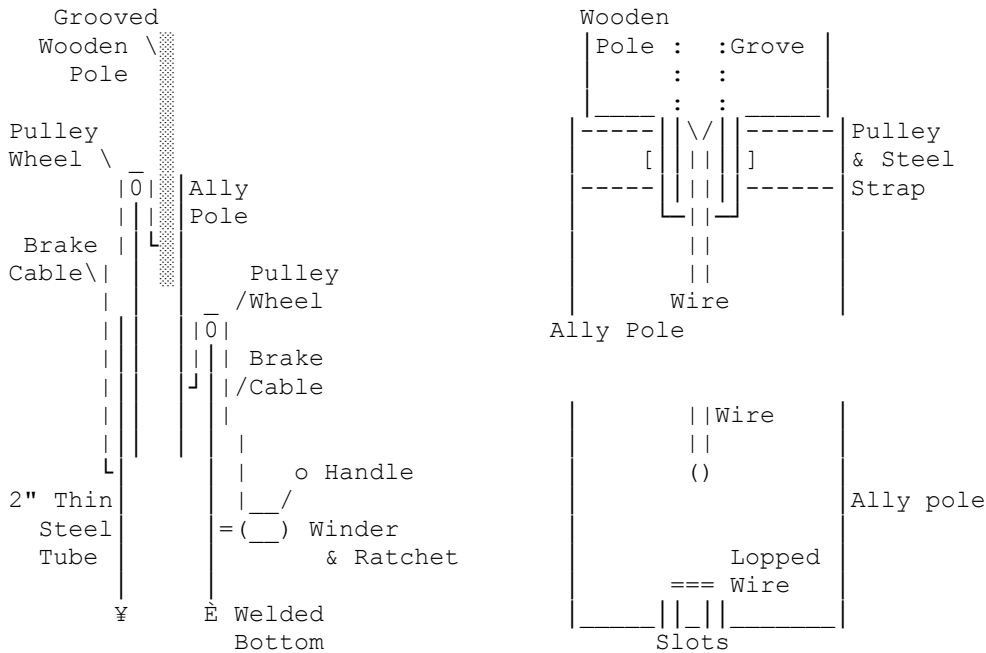 Grooved
Wooden
Pole
Pulley
Wheel
Ally
Pole
Brake
Cable
Pulley
Wheel
Brake
Cable
Handle
2" Thin
Steel
Tube
Winder
& Ratchet
Welded
Bottom
Wooden
Pole
Grove
Pulley
& Steel
Strap
Wire
Ally Pole
Wire
Ally pole
Lopped
Wire
Slots